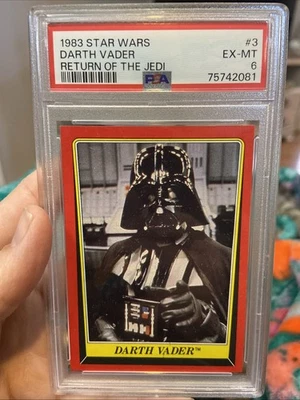 1983 STAR WARS #3
DARTH VADER EX-MT
RETURN OF THE JEDI 6
PSA 75742081
DARTH VADER™